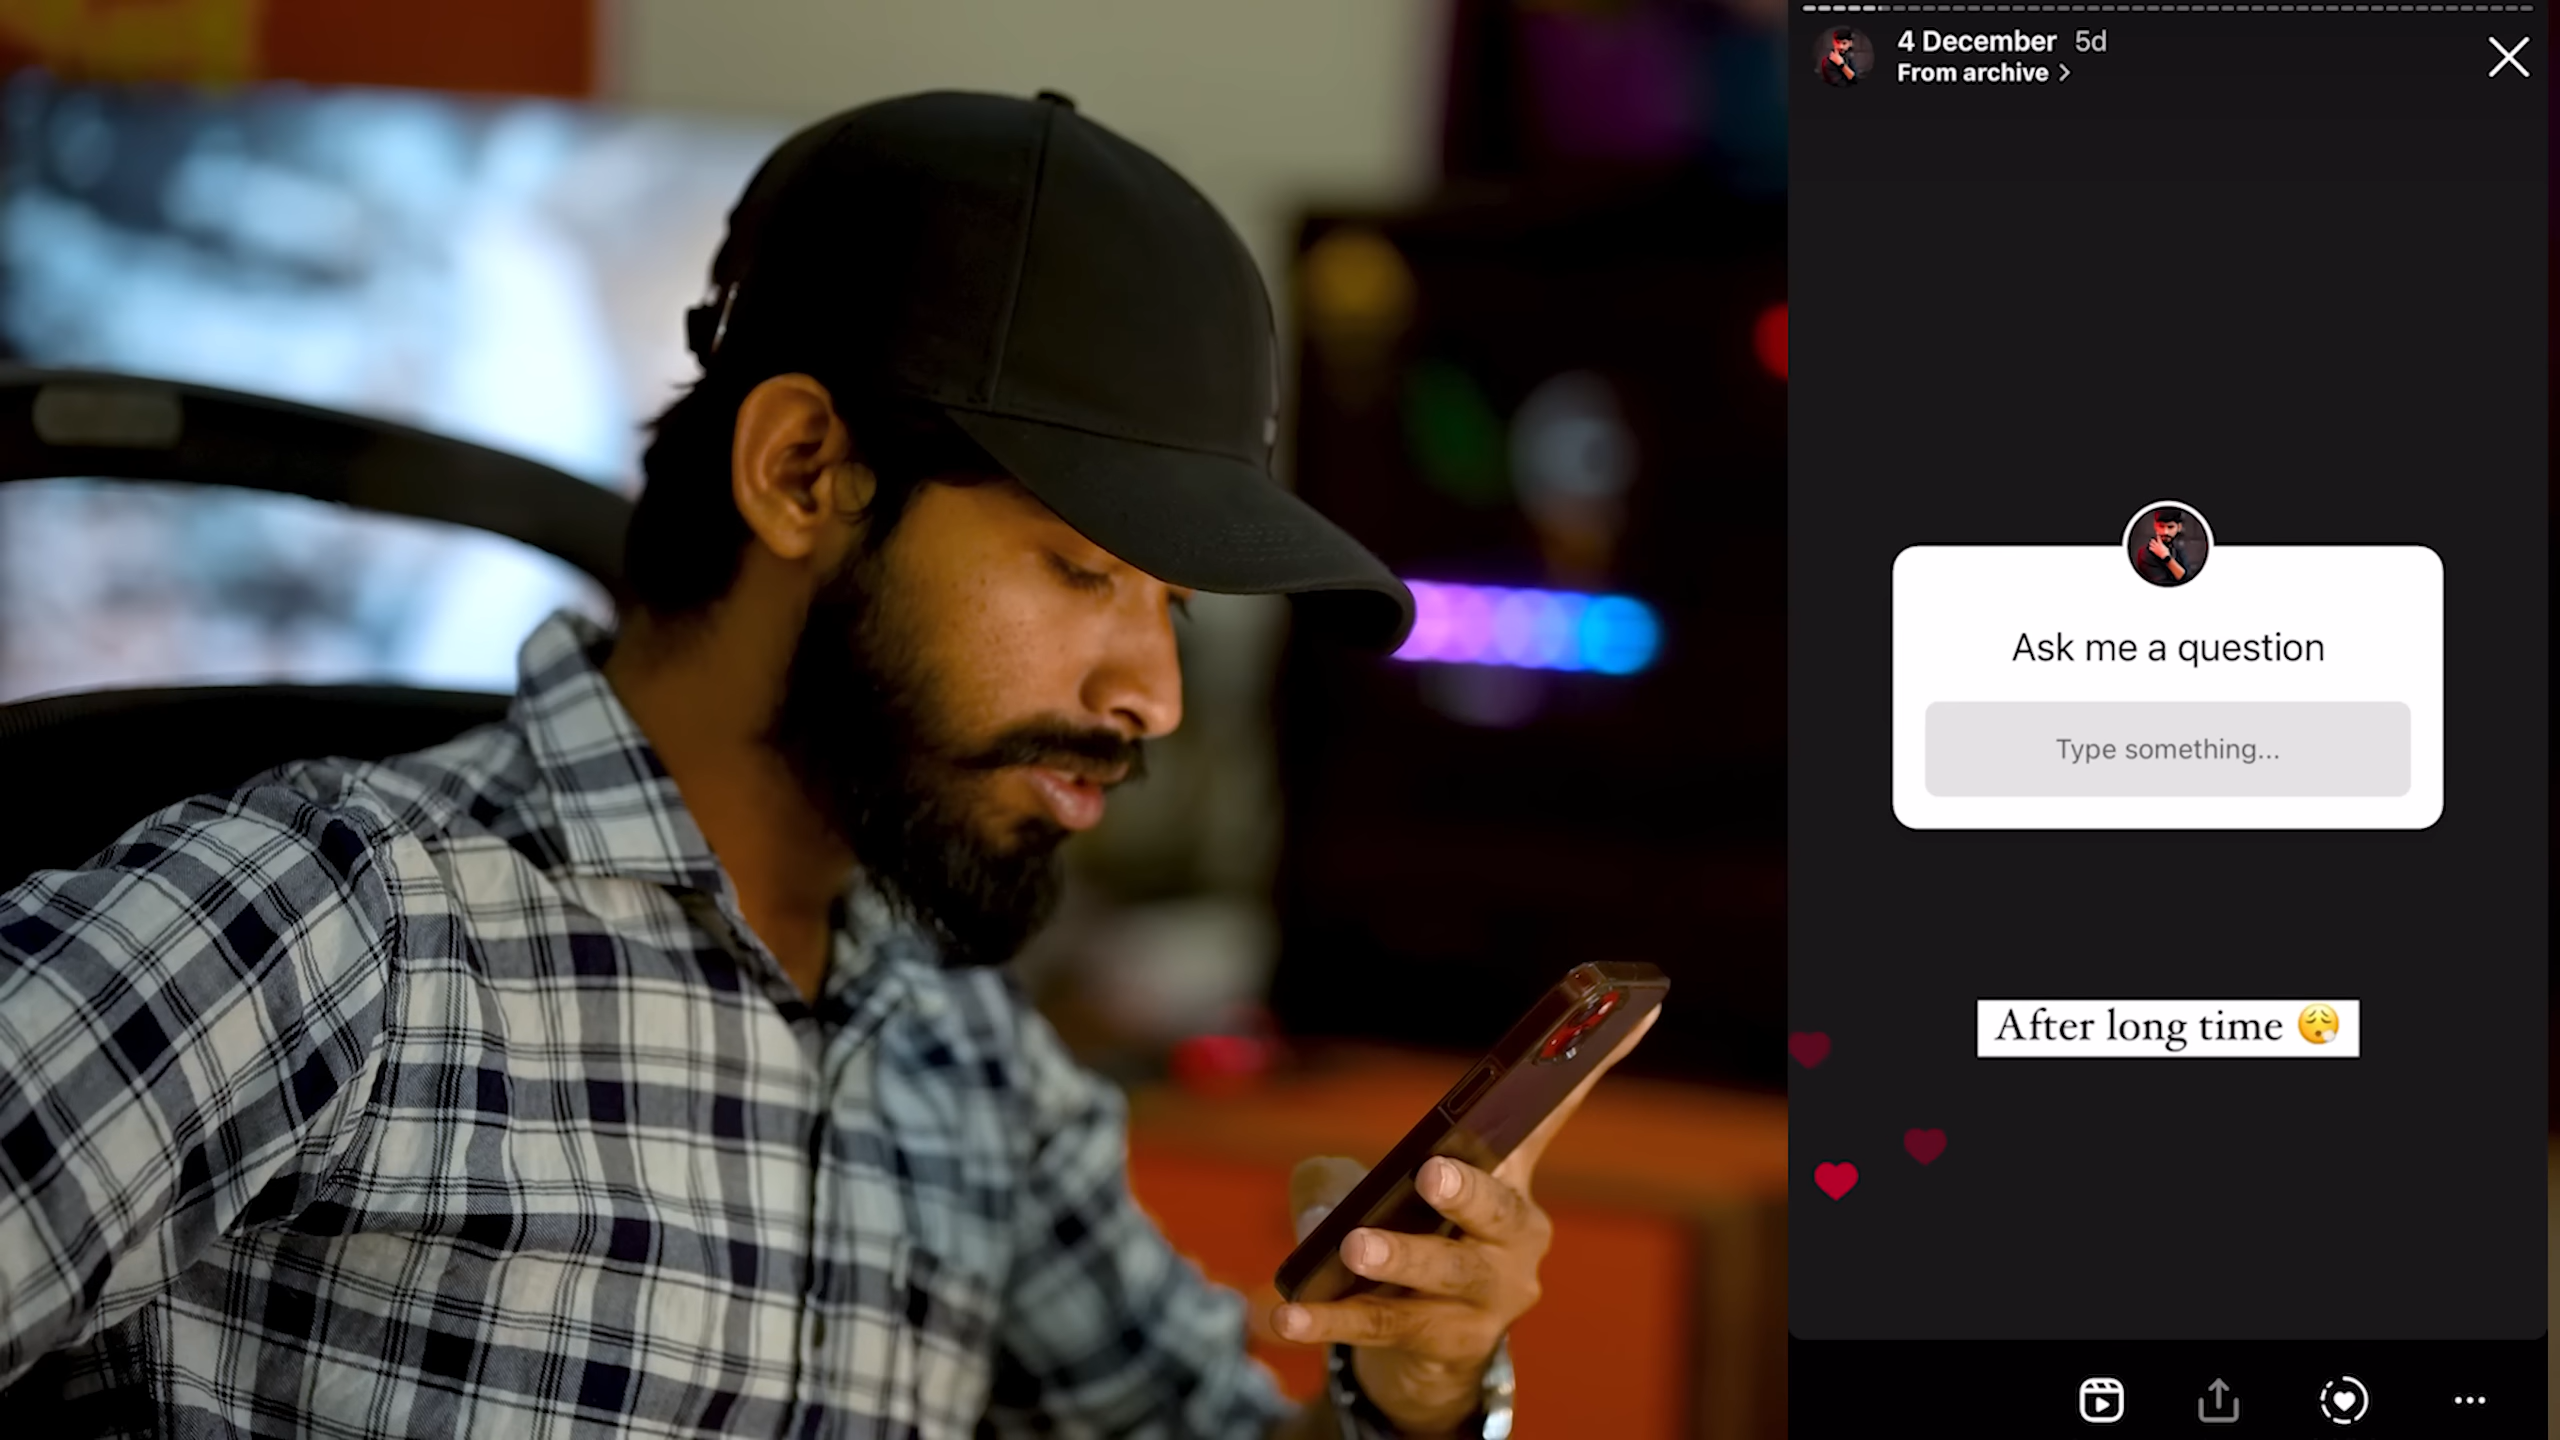 4 December 5d
From archive >
Ask me a question
Type something...
After long time 😮‍💨